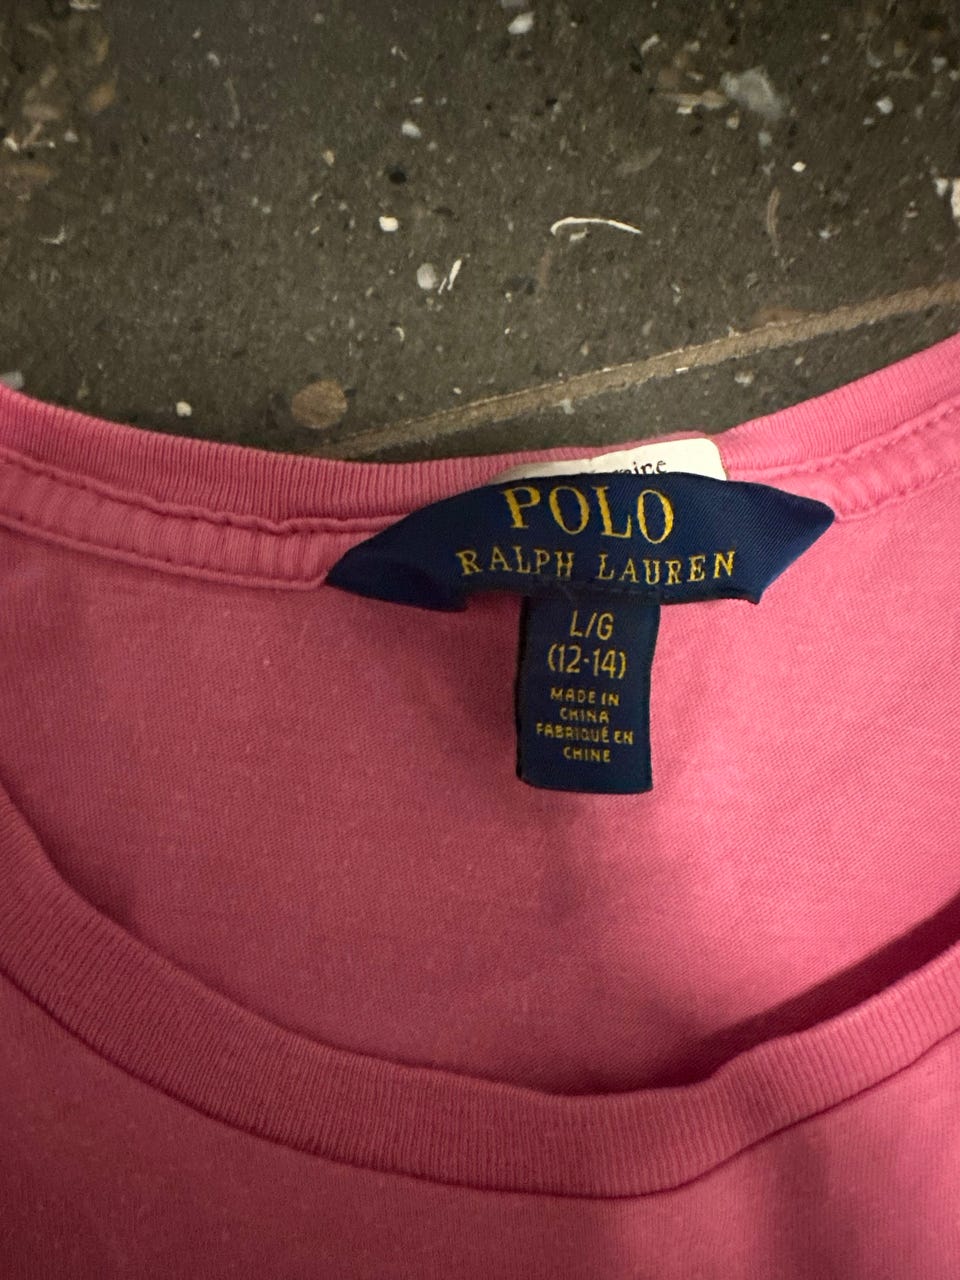 POLO
RALPH LAUREN
L/G
(12-14)
MADE IN
CHINA
FABRIQUÉ EN
CHINE